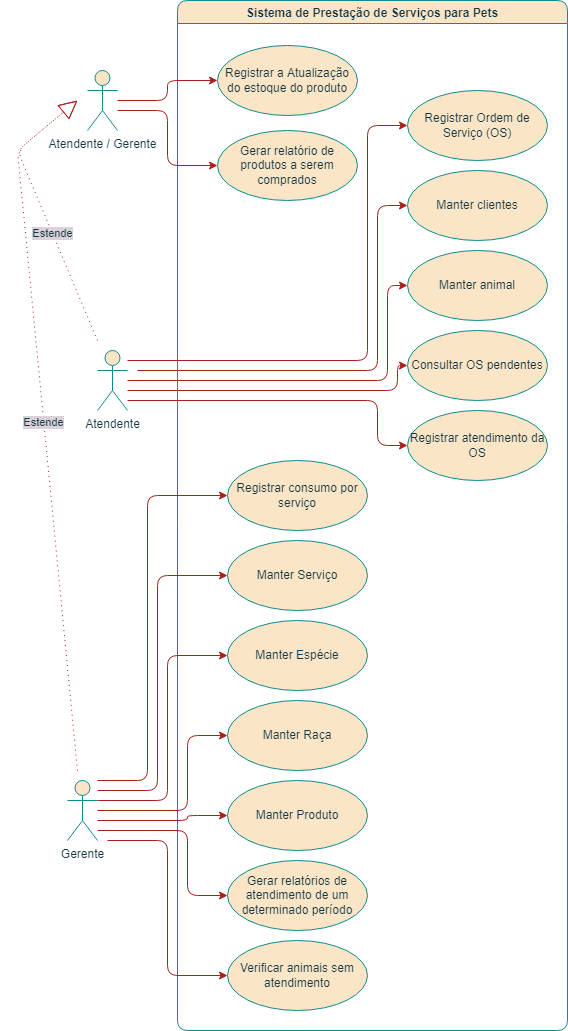 Sistema de Prestação de Serviços para Pets
Registrar a Atualização
do estoque do produto
Atendente / Gerente
Gerar relatório de
produtos a serem
comprados
Registrar Ordem de
Serviço (OS)
Manter clientes
Estende
Manter animal
Consultar OS pendentes
Atendente
Estende
Registrar atendimento da
OS
Registrar consumo por
serviço
Manter Serviço
Manter Espécie
Manter Raça
Manter Produto
Gerente
Gerar relatórios de
atendimento de um
determinado período
Verificar animais sem
atendimento